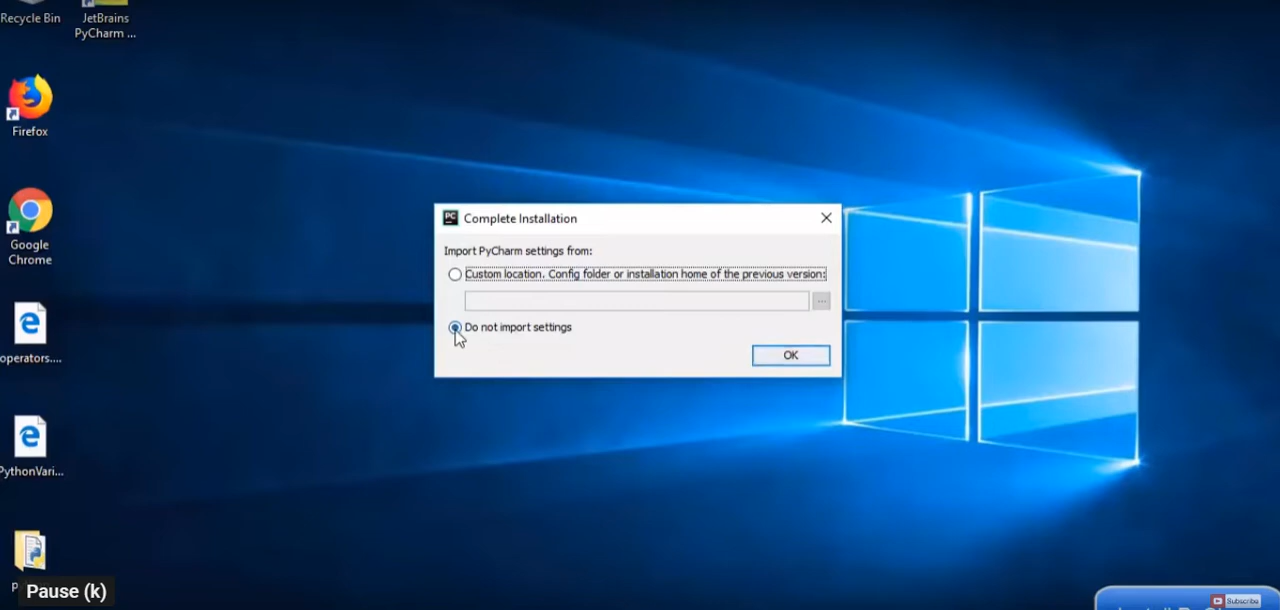 Recycle Bin
JetBrains
PyCharm ...
Firefox
Google
Chrome
operators....
PythonVari...
PC
Complete Installation
Import PyCharm settings from:
Custom location. Config folder or installation home of the previous version:
...
Do not import settings
OK
Pause (k)
Subscribe